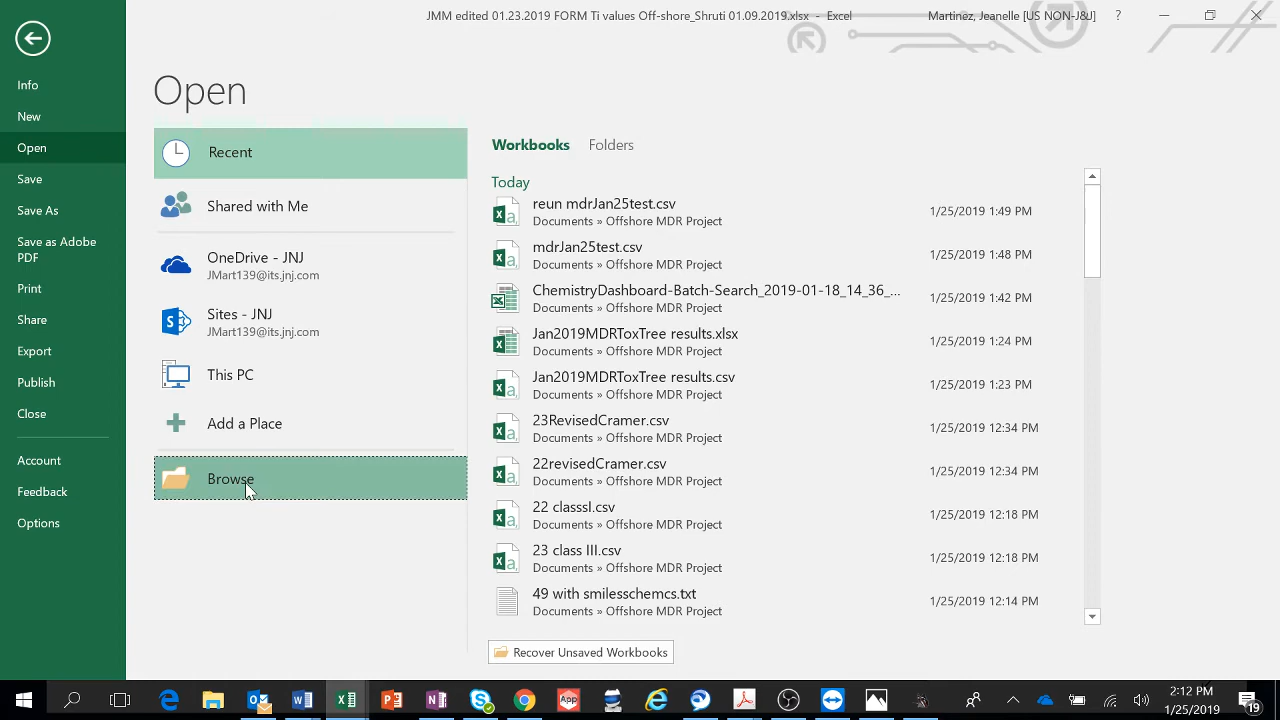 JMM edited 01.23.2019 FORM Ti values Off-shore_Shruti 01.09.2019.xlsx - Excel
Martinez, Jeanelle [US NON-J&J]
?
Info
New
Open
Save
Save As
Save as Adobe
PDF
Print
Share
Export
Publish
Close
Account
Feedback
Options
Open
Recent
Shared with Me
OneDrive - JNJ
JMart139@its.jnj.com
Sites - JNJ
JMart139@its.jnj.com
This PC
Add a Place
Browse
Workbooks Folders
Today
reun mdrJan25test.csv
Documents » Offshore MDR Project
1/25/2019 1:49 PM
mdrJan25test.csv
Documents » Offshore MDR Project
1/25/2019 1:48 PM
ChemistryDashboard-Batch-Search_2019-01-18_14_36_...
Documents » Offshore MDR Project
1/25/2019 1:42 PM
Jan2019MDRToxTree results.xlsx
Documents » Offshore MDR Project
1/25/2019 1:24 PM
Jan2019MDRToxTree results.csv
Documents » Offshore MDR Project
1/25/2019 1:23 PM
23RevisedCramer.csv
Documents » Offshore MDR Project
1/25/2019 12:34 PM
22revisedCramer.csv
Documents » Offshore MDR Project
1/25/2019 12:34 PM
22 classsI.csv
Documents » Offshore MDR Project
1/25/2019 12:18 PM
23 class III.csv
Documents » Offshore MDR Project
1/25/2019 12:18 PM
49 with smilesschemcs.txt
Documents » Offshore MDR Project
1/25/2019 12:14 PM
Recover Unsaved Workbooks
App
2:12 PM
1/25/2019
19